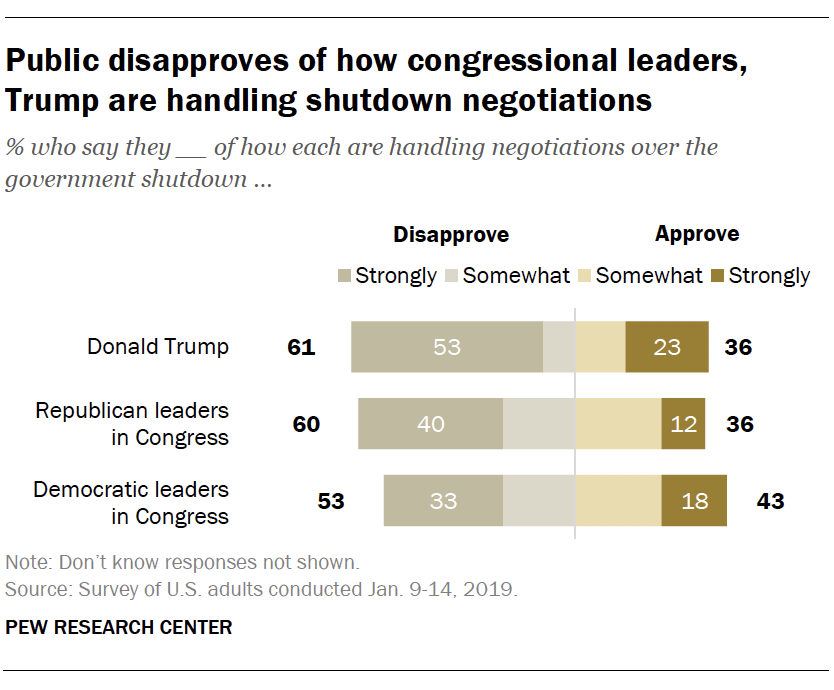 Public disapproves of how congressional leaders,
Trump are handling shutdown negotiations
% who say they __ of how each are handling negotiations over the
government shutdown ...
Disapprove Approve
Strongly Somewhat Somewhat Strongly
Donald Trump 61 53 23 36
Republican leaders
in Congress 60 40 12 36
Democratic leaders
in Congress 53 33 18 43
Note: Don’t know responses not shown.
Source: Survey of U.S. adults conducted Jan. 9-14, 2019.
PEW RESEARCH CENTER